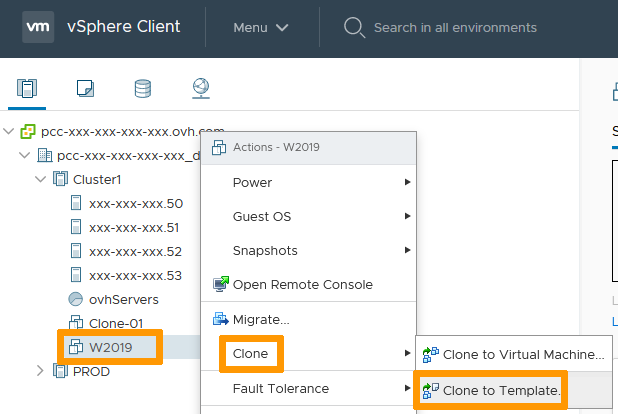 vm vSphere Client Menu Search in all environments
pcc-xxx-xxx-xxx-xxx.ovh.com
pcc-xxx-xxx-xxx-xxx_d
Cluster1
xxx-xxx-xxx.50
xxx-xxx-xxx.51
xxx-xxx-xxx.52
xxx-xxx-xxx.53
ovhServers
Clone-01
W2019
PROD
Actions - W2019
Power
Guest OS
Snapshots
Open Remote Console
Migrate...
Clone
Fault Tolerance
Clone to Virtual Machine...
Clone to Template.